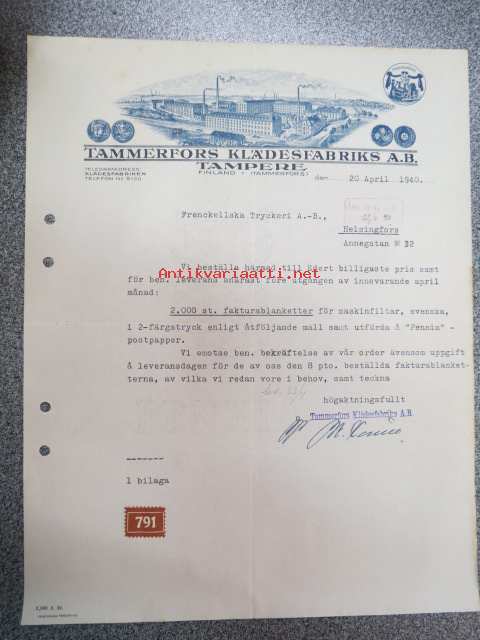 TAMMERFORS KLÄDESFABRIKS A.B.
TAMPERE
FINLAND (TAMMERFORS)
TELEGRAMADRESS:
KLÄDESFABRIKEN
TELEFON
den 20 April 1940.
Frenckellska Tryckeri A.-B.,
Helsingfors
Annegatan № 32
Vi beställa härmed till Edert billigaste pris samt
för ben. leverans snarast före utgången av innevarande april
månad:
Antikvariaatti.net
2.000 st. fakturablanketter för maskinfiltar, svenska,
i 2-färgstryck enligt åtföljande mall samt utförda å "Fennia" -
postpapper.
Vi emotse ben. bekräftelse av vår order ävensom uppgift
å leveransdagen för de av oss den 8 pto. beställda fakturablanket-
terna, av vilka vi redan vore i behov, samt teckna
högaktningsfullt
Tammerfors Klädesfabriks A.B.
-------
1 bilaga
791